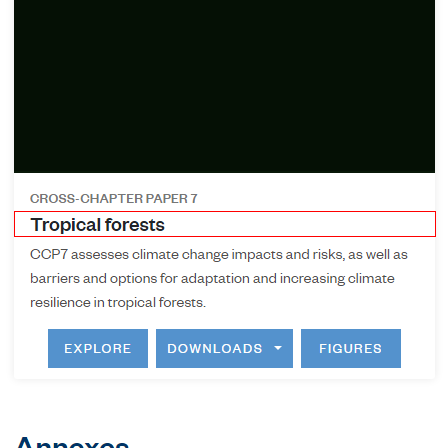 CROSS-CHAPTER PAPER 7
Tropical forests
CCP7 assesses climate change impacts and risks, as well as
barriers and options for adaptation and increasing climate
resilience in tropical forests.
EXPLORE DOWNLOADS FIGURES
Annexes